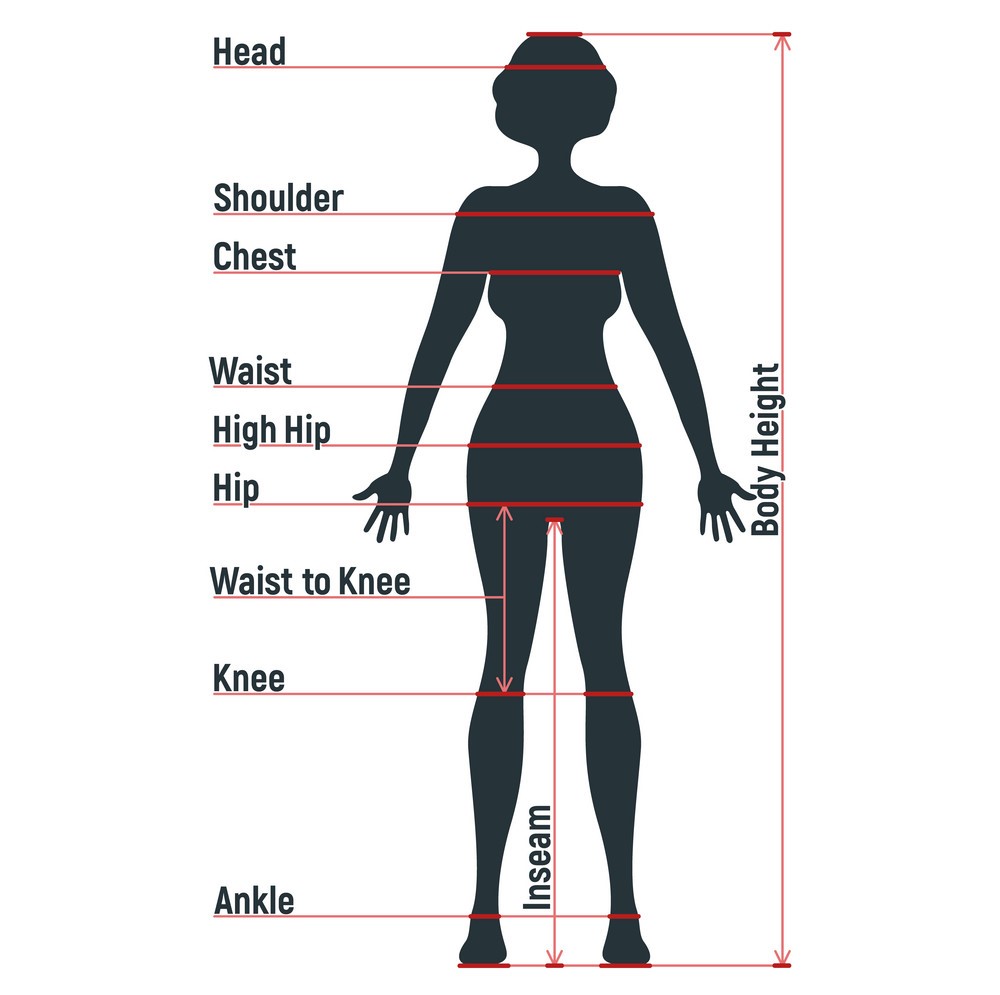 Head
Shoulder
Chest
Waist
High Hip
Hip
Waist to Knee
Knee
Ankle
Inseam
Body Height